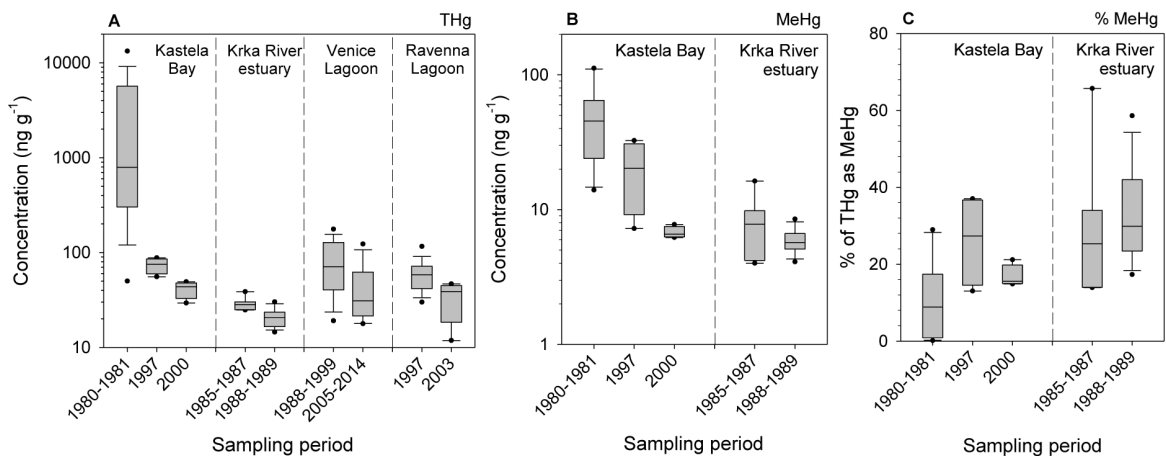 A
THg
Kastela
Bay
Krka River
estuary
Venice
Lagoon
Ravenna
Lagoon
Concentration (ng g-1)
10000
1000
100
10
1980-1981
1997
2000
1985-1987
1988-1989
1988-1999
2005-2014
1997
2003
Sampling period
B
MeHg
Kastela Bay
Krka River
estuary
Concentration (ng g-1)
100
10
1
1980-1981
1997
2000
1985-1987
1988-1989
Sampling period
C
% MeHg
Kastela Bay
Krka River
estuary
% of THg as MeHg
80
60
40
20
0
1980-1981
1997
2000
1985-1987
1988-1989
Sampling period